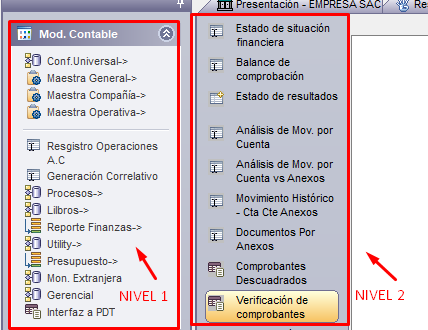 Presentación - EMPRESA SAC
Res
Mod. Contable
Conf.Universal->
Maestra General->
Maestra Compañía->
Maestra Operativa->
Resgistro Operaciones
A.C
Generación Correlativo
Procesos->
Llibros->
Reporte Finanzas->
Utility->
Presupuesto->
Mon. Extranjera
Gerencial
Interfaz a PDT
NIVEL 1
Estado de situación
financiera
Balance de
comprobación
Estado de resultados
Análisis de Mov. por
Cuenta
Análisis de Mov. por
Cuenta vs Anexos
Movimiento Histórico
- Cta Cte Anexos
Documentos Por
Anexos
Comprobantes
Descuadrados
Verificación de
comprobantes
NIVEL 2